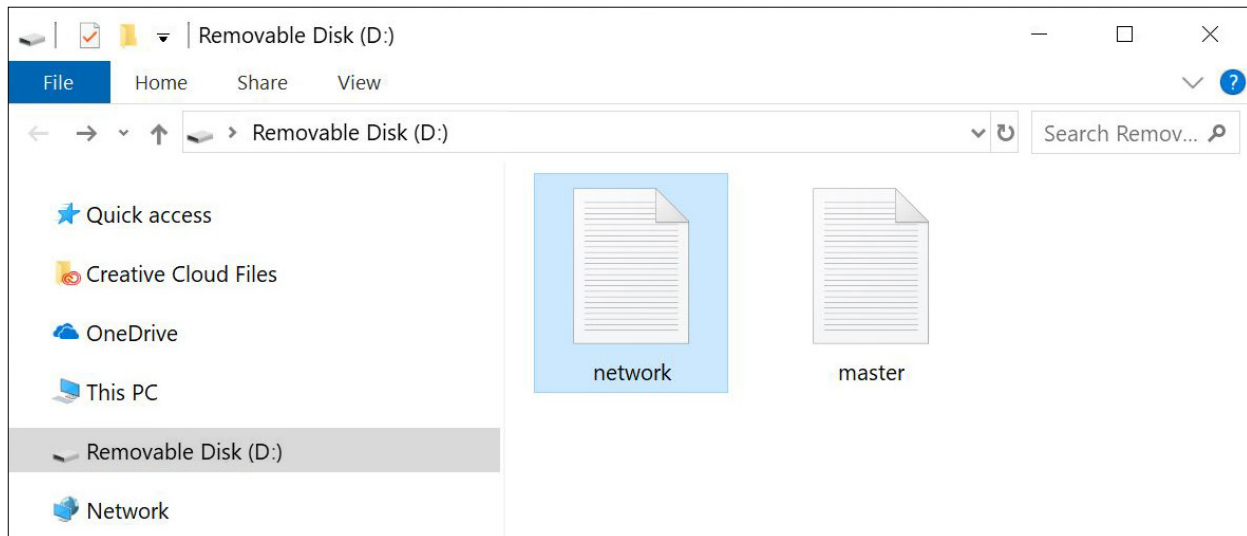 Removable Disk (D:)
File Home Share View
Removable Disk (D:)
Search Remov...
Quick access
Creative Cloud Files
OneDrive
This PC
Removable Disk (D:)
Network
network
master